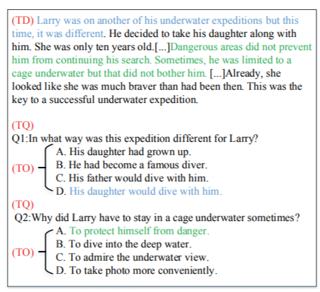 (TD) Larry was on another of his underwater expeditions but this
time, it was different. He decided to take his daughter along with
him. She was only ten years old.[...]Dangerous areas did not prevent
him from continuing his search. Sometimes, he was limited to a
cage underwater but that did not bother him. [...]Already, she
looked like she was much braver than had been then. This was the
key to a successful underwater expedition.
(TQ)
Q1:In what way was this expedition different for Larry?
A. His daughter had grown up.
B. He had become a famous diver.
(TO)
C. His father would dive with him.
D. His daughter would dive with him.
(TQ)
Q2:Why did Larry have to stay in a cage underwater sometimes?
A. To protect himself from danger.
B. To dive into the deep water.
(TO)
C. To admire the underwater view.
D. To take photo more conveniently.